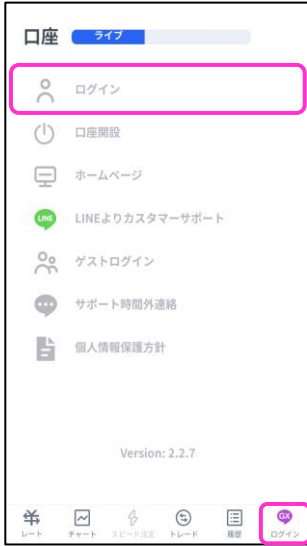 口座 ライブ
ログイン
口座開設
ホームページ
LINE LINEよりカスタマーサポート
ゲストログイン
サポート時間外連絡
個人情報保護方針
Version: 2.2.7
GX
レート チャート スピード注文 トレード 履歴 ログイン